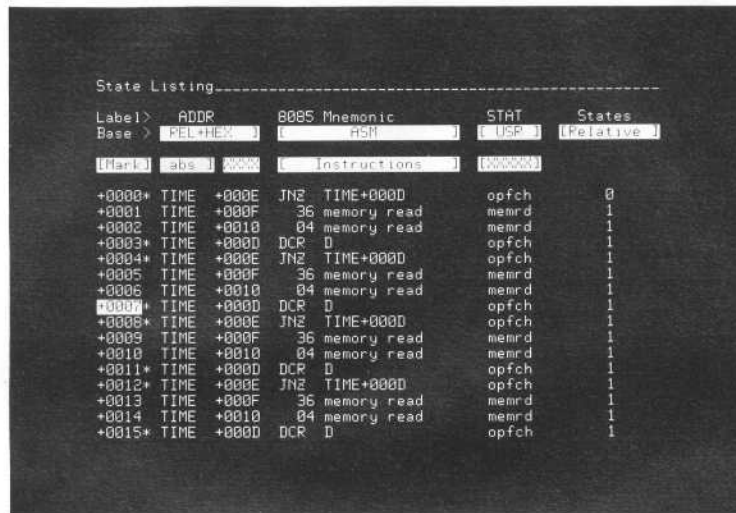 State Listing
Label> ADDR 8085 Mnemonic STAT States
Base > [ REL+HEX ] [ ASM ] [ USR ] [Relative ]
[Mark] [ abs ] [XXXX] [ Instructions ] [XXXXX]
+0000* TIME +000E JNZ TIME+000D opfch 0
+0001 TIME +000F 36 memory read memrd 1
+0002 TIME +0010 04 memory read memrd 1
+0003* TIME +000D DCR D opfch 1
+0004* TIME +000E JNZ TIME+000D opfch 1
+0005 TIME +000F 36 memory read memrd 1
+0006 TIME +0010 04 memory read memrd 1
+0007* TIME +000D DCR D opfch 1
+0008* TIME +000E JNZ TIME+000D opfch 1
+0009 TIME +000F 36 memory read memrd 1
+0010 TIME +0010 04 memory read memrd 1
+0011* TIME +000D DCR D opfch 1
+0012* TIME +000E JNZ TIME+000D opfch 1
+0013 TIME +000F 36 memory read memrd 1
+0014 TIME +0010 04 memory read memrd 1
+0015* TIME +000D DCR D opfch 1